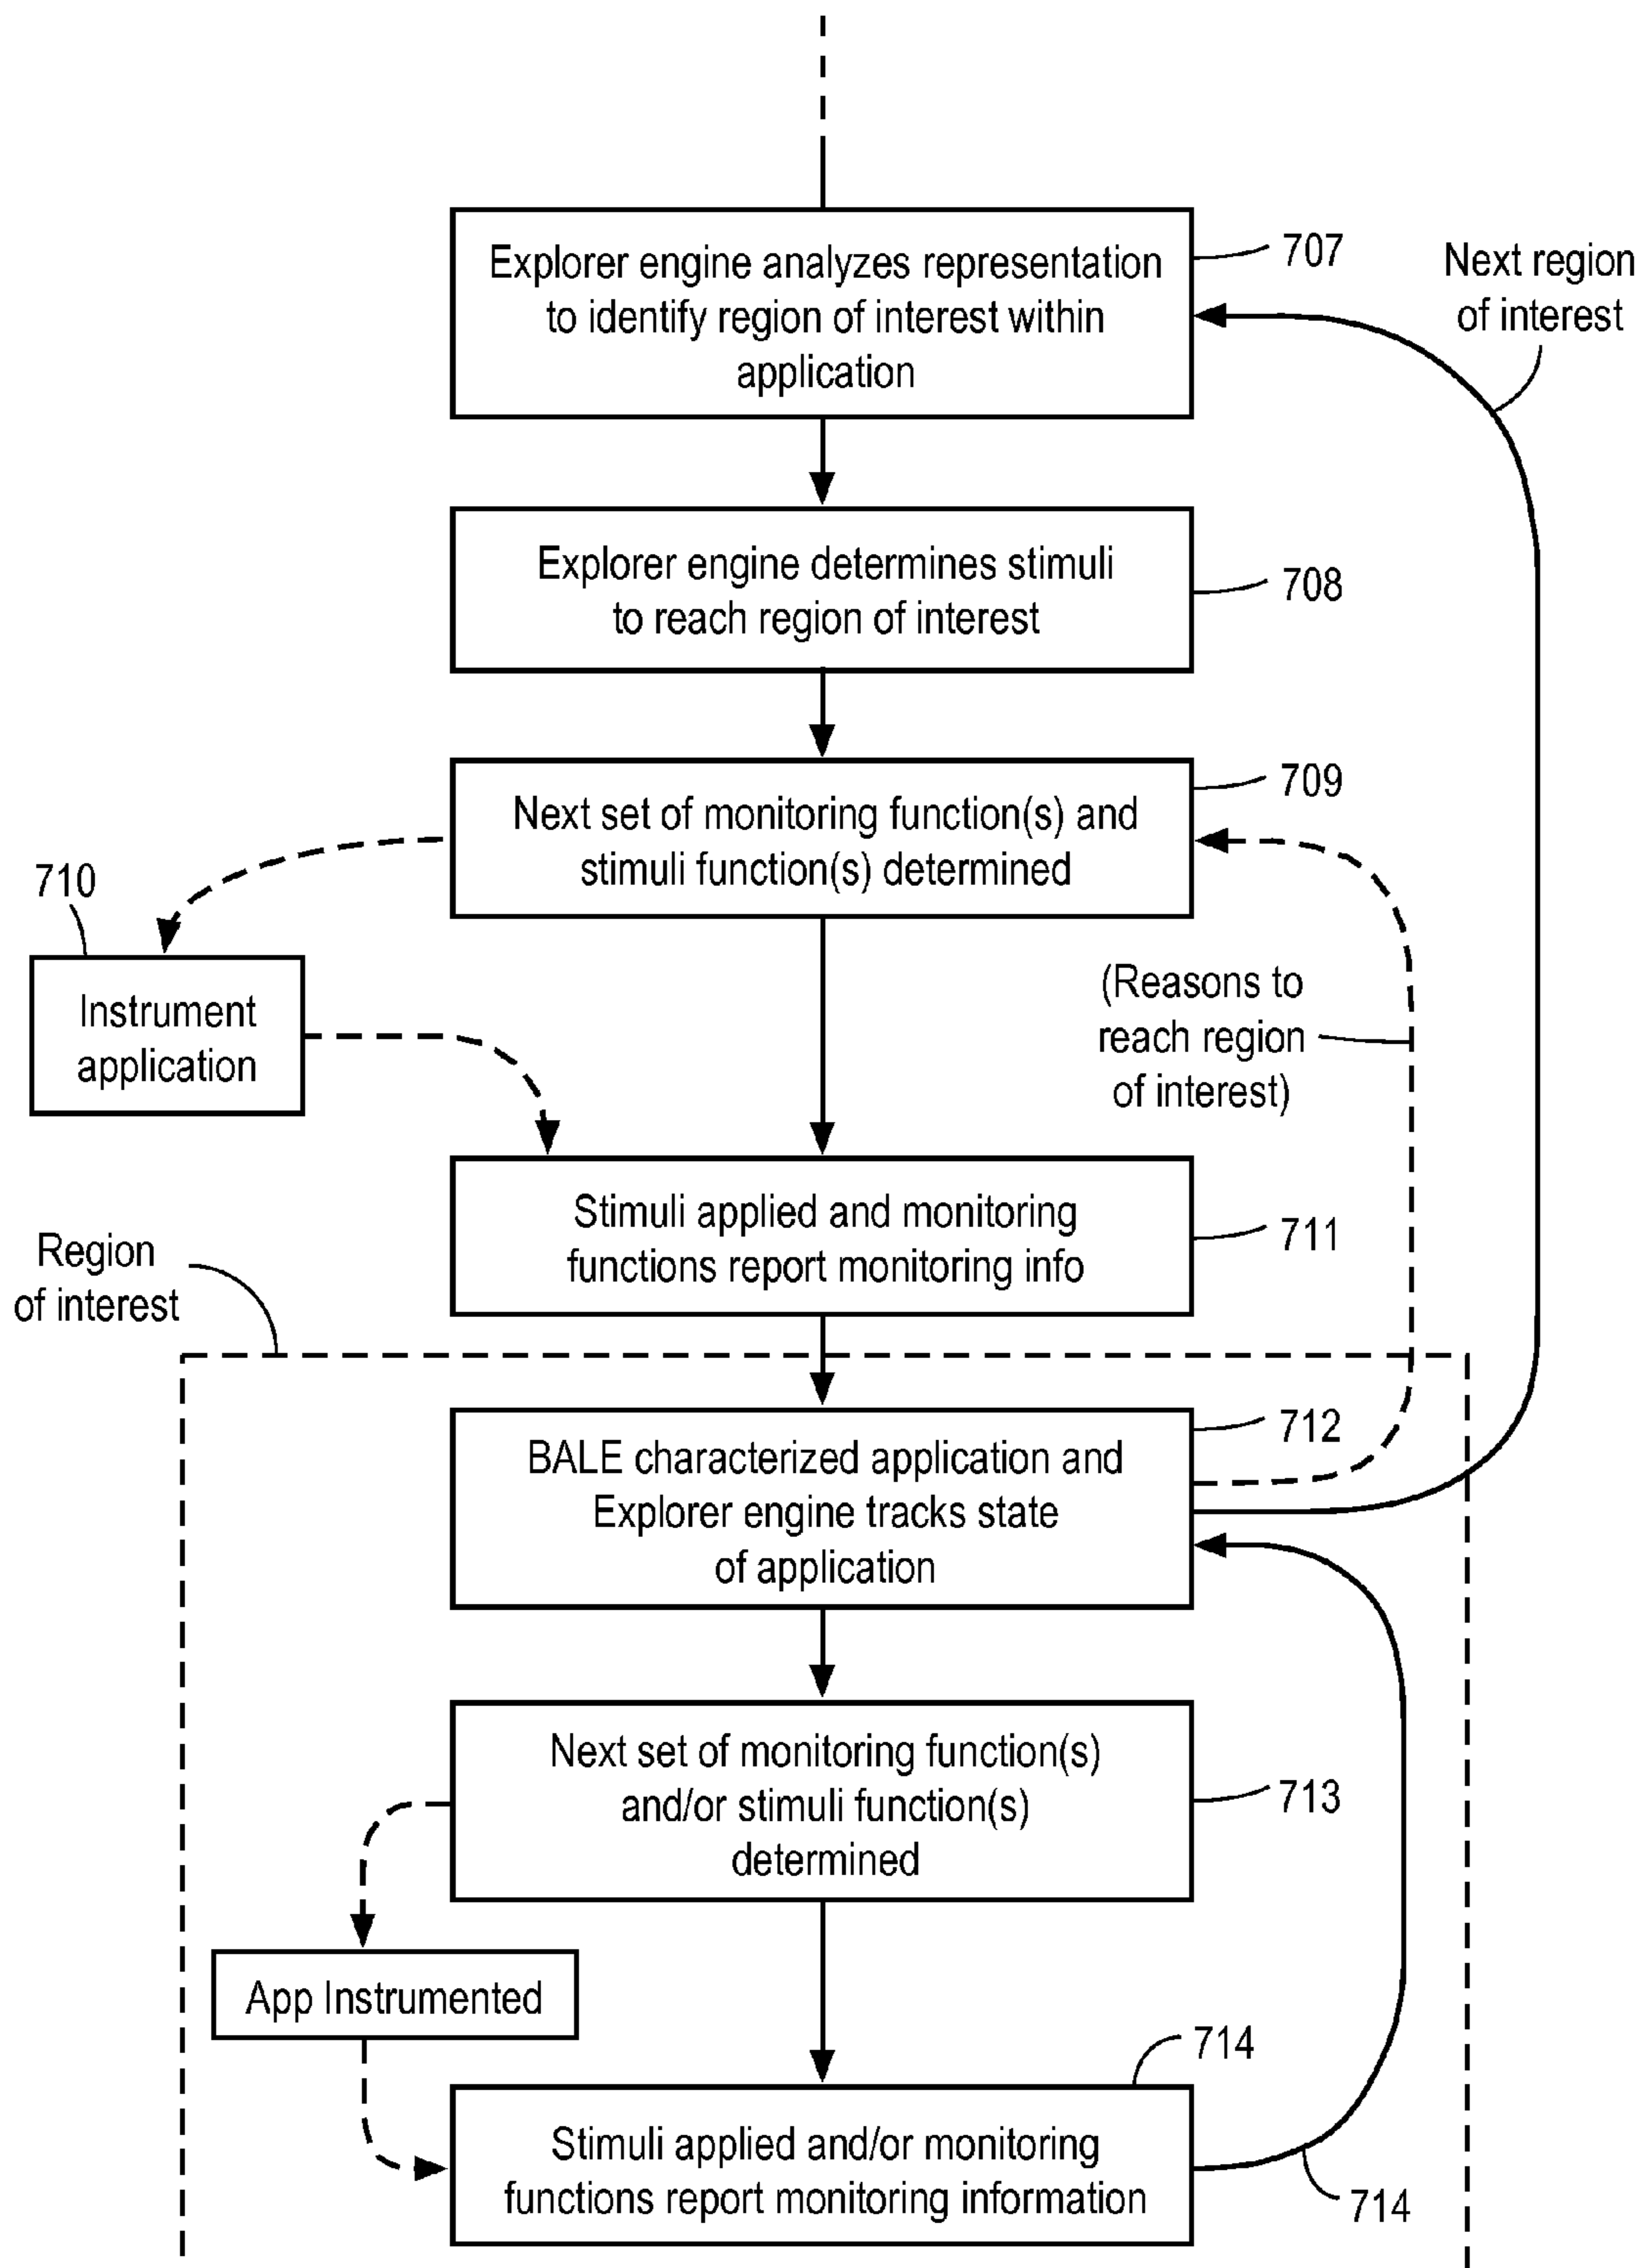 Explorer engine analyzes representation
to identify region of interest within
application
707
Next region
of interest
Explorer engine determines stimuli
to reach region of interest
708
Next set of monitoring function(s) and
stimuli function(s) determined
709
710
Instrument
application
(Reasons to
reach region
of interest)
Stimuli applied and monitoring
functions report monitoring info
711
Region
of interest
BALE characterized application and
Explorer engine tracks state
of application
712
Next set of monitoring function(s)
and/or stimuli function(s)
determined
713
App Instrumented
714
Stimuli applied and/or monitoring
functions report monitoring information
714